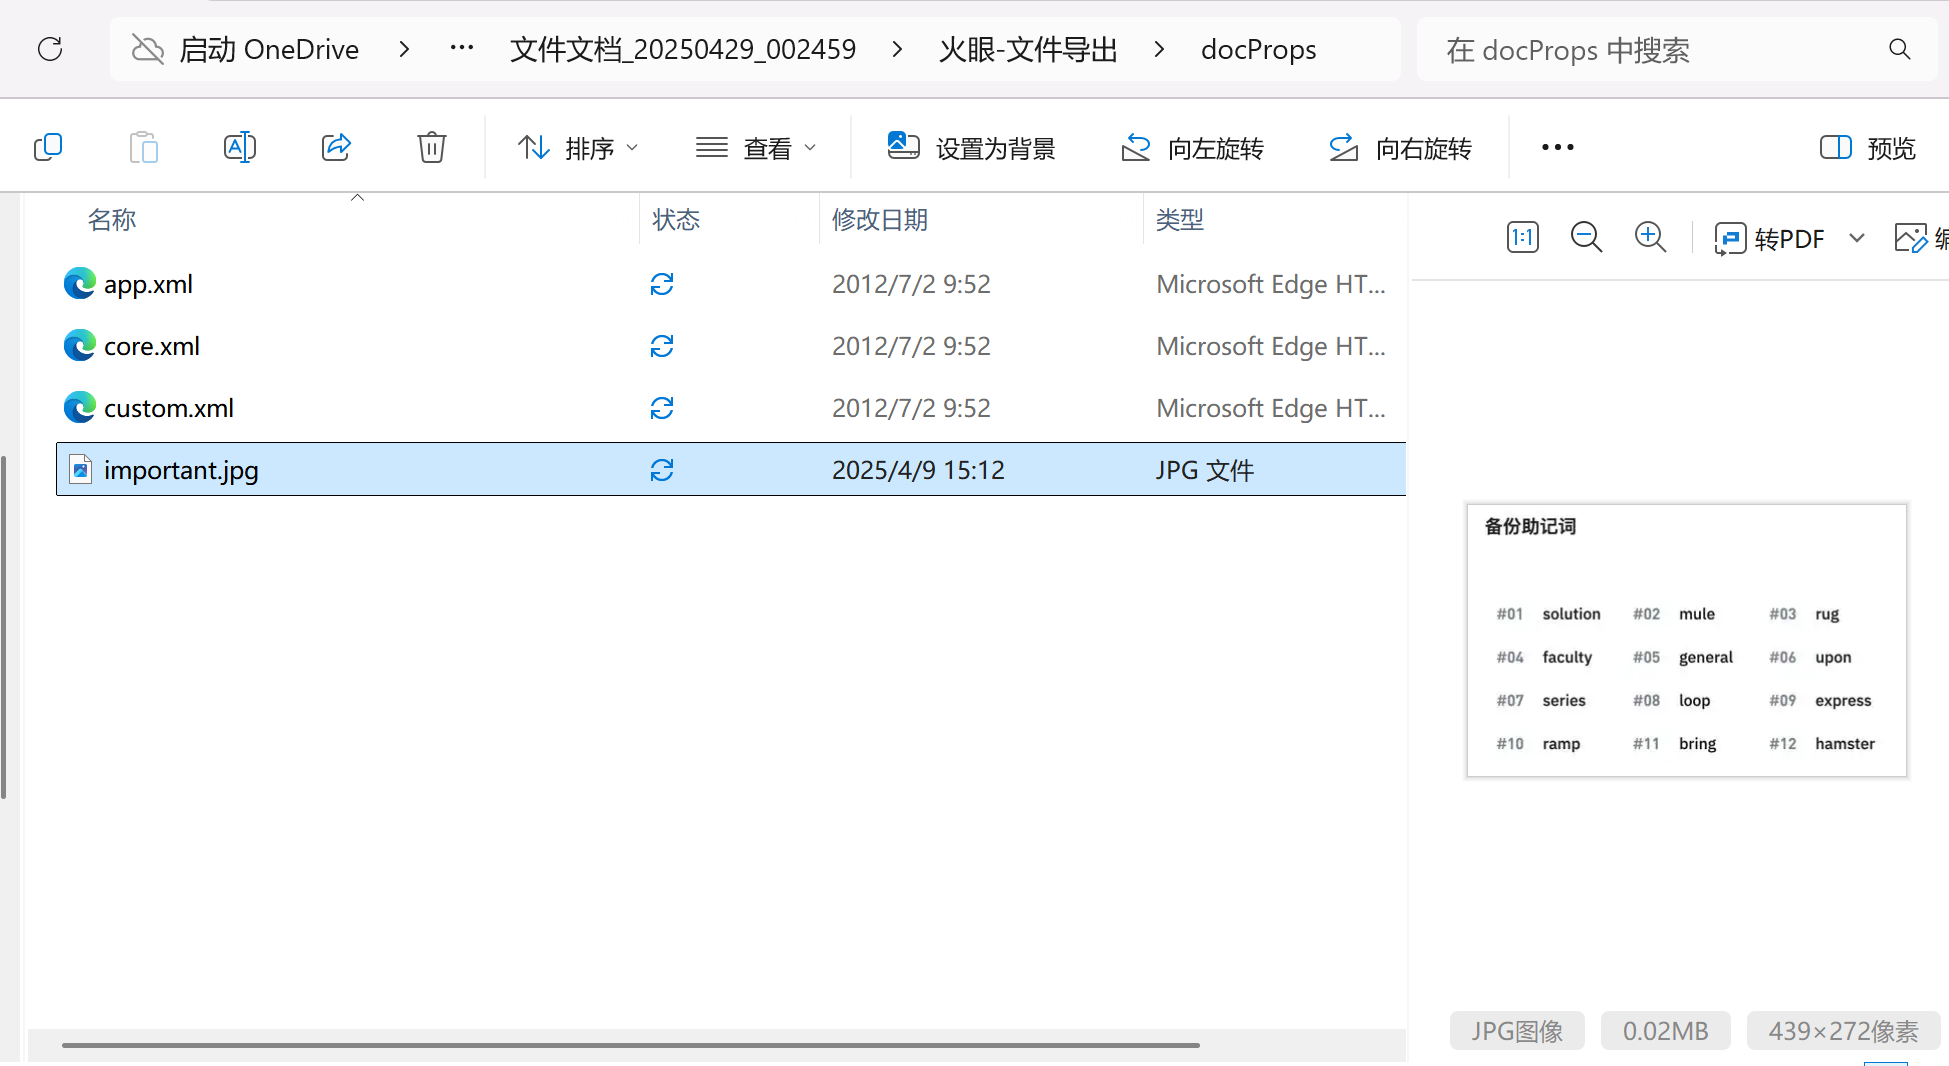 启动 OneDrive > ··· 文件文档_20250429_002459 > 火眼-文件导出 > docProps
在 docProps 中搜索
排序 查看 设置为背景 向左旋转 向右旋转 ··· 预览
名称 状态 修改日期 类型
1:1 转PDF
app.xml 2012/7/2 9:52 Microsoft Edge HT...
core.xml 2012/7/2 9:52 Microsoft Edge HT...
custom.xml 2012/7/2 9:52 Microsoft Edge HT...
important.jpg 2025/4/9 15:12 JPG 文件
备份助记词
#01 solution #02 mule #03 rug
#04 faculty #05 general #06 upon
#07 series #08 loop #09 express
#10 ramp #11 bring #12 hamster
JPG图像 0.02MB 439×272像素